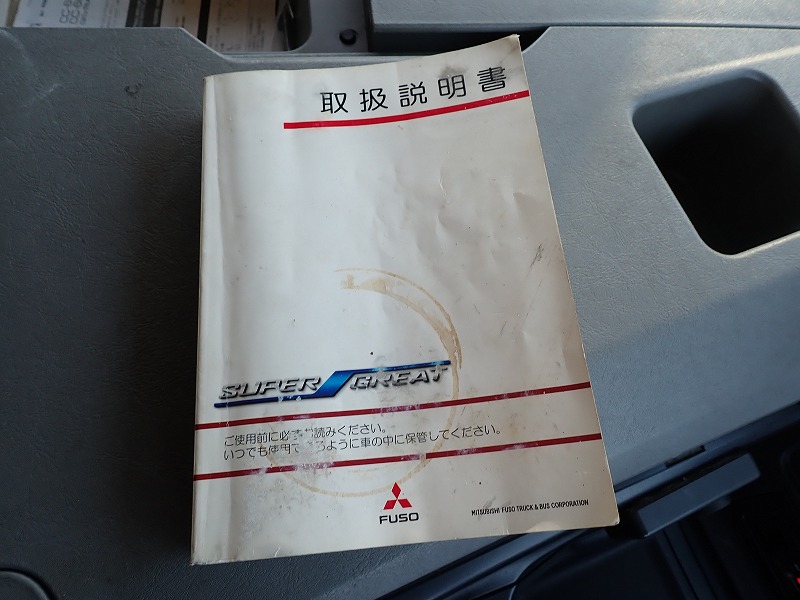 取扱説明書
SUPER GREAT
ご使用前に必ずお読みください。
いつでも使用できるように車の中に保管してください。
FUSO
MITSUBISHI FUSO TRUCK & BUS CORPORATION